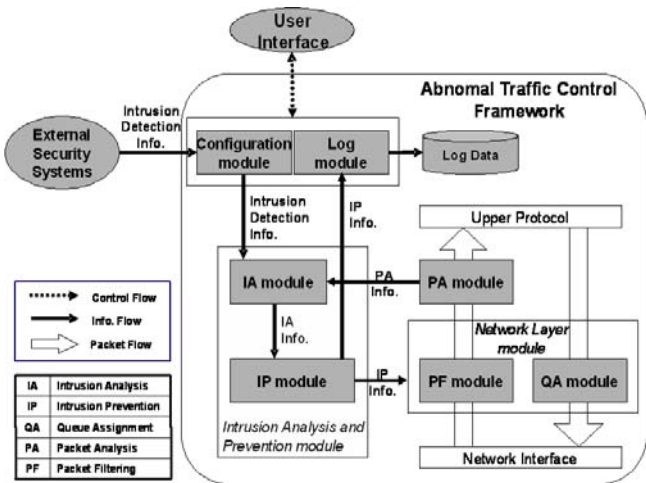 User
Interface
Abnomal Traffic Control
Framework
Intrusion
Detection
Info.
External
Security
Systems
Configuration
module
Log
module
Log Data
Intrusion
Detection
Info.
IP
Info.
Upper Protocol
IA module
PA
Info.
PA module
IA
Info.
Network Layer
module
IP module
IP
Info.
PF module
QA module
Intrusion Analysis and
Prevention module
Network Interface
Control Flow
Info. Flow
Packet Flow
IA Intrusion Analysis
IP Intrusion Prevention
QA Queue Assignment
PA Packet Analysis
PF Packet Filtering